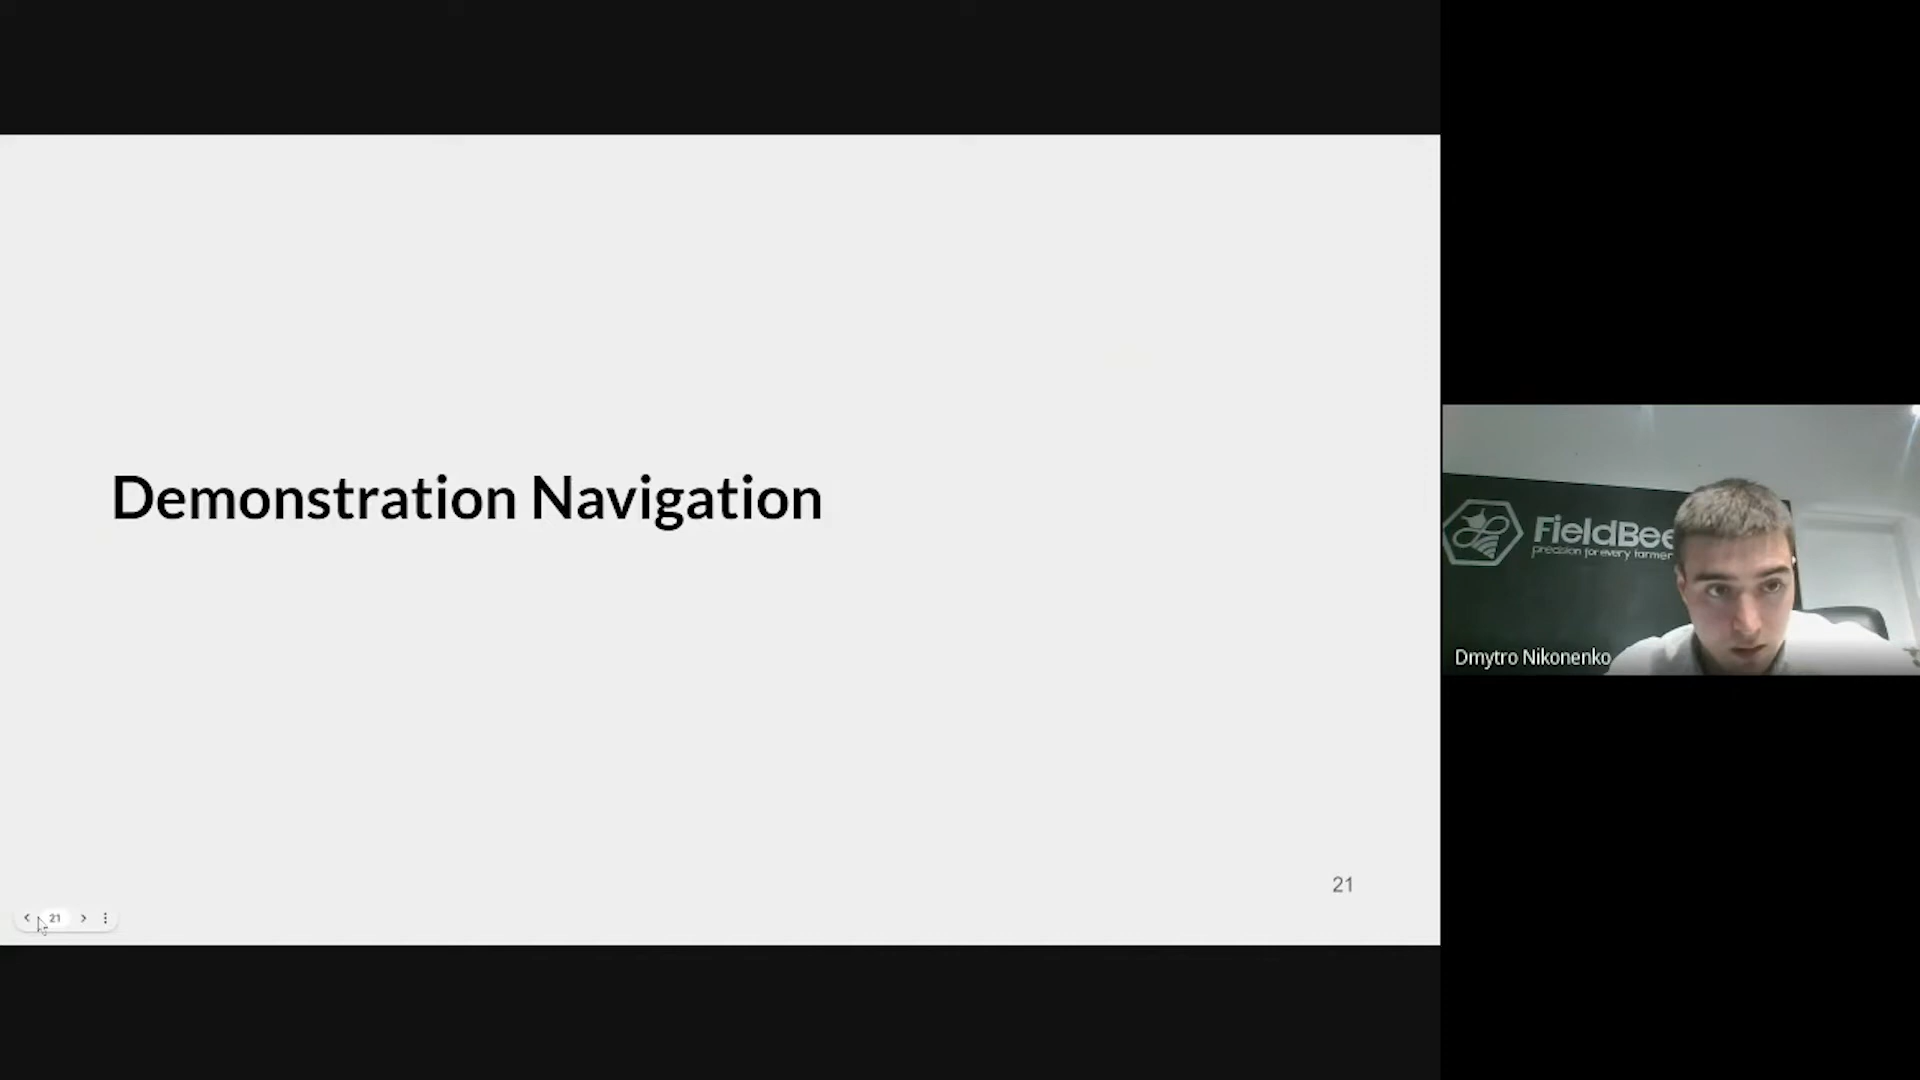 Demonstration Navigation
21
21
FieldBee
precision for every farmer
Dmytro Nikonenko